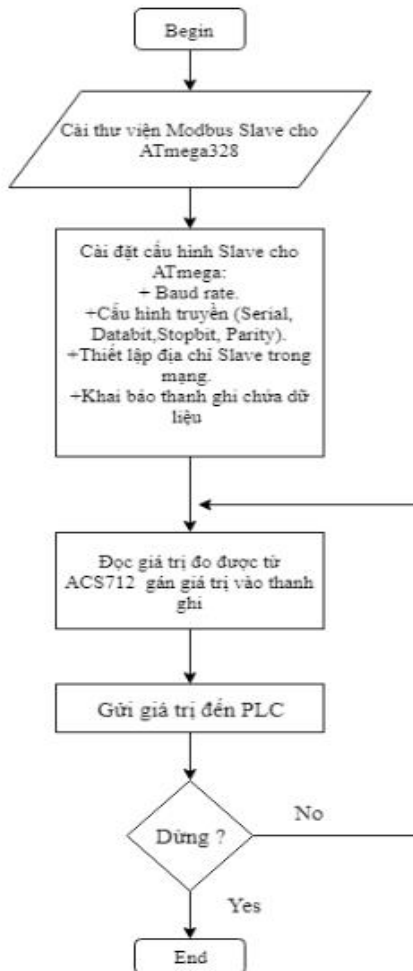 Begin
Cài thư viện Modbus Slave cho
ATmega328
Cài đặt cấu hình Slave cho
ATmega:
+ Baud rate.
+Cấu hình truyền (Serial,
Databit,Stopbit, Parity).
+Thiết lập địa chỉ Slave trong
mạng.
+Khai báo thanh ghi chứa dữ
liệu
Đọc giá trị đo được từ
ACS712 gán giá trị vào thanh
ghi
Gửi giá trị đến PLC
Dừng ?
No
Yes
End